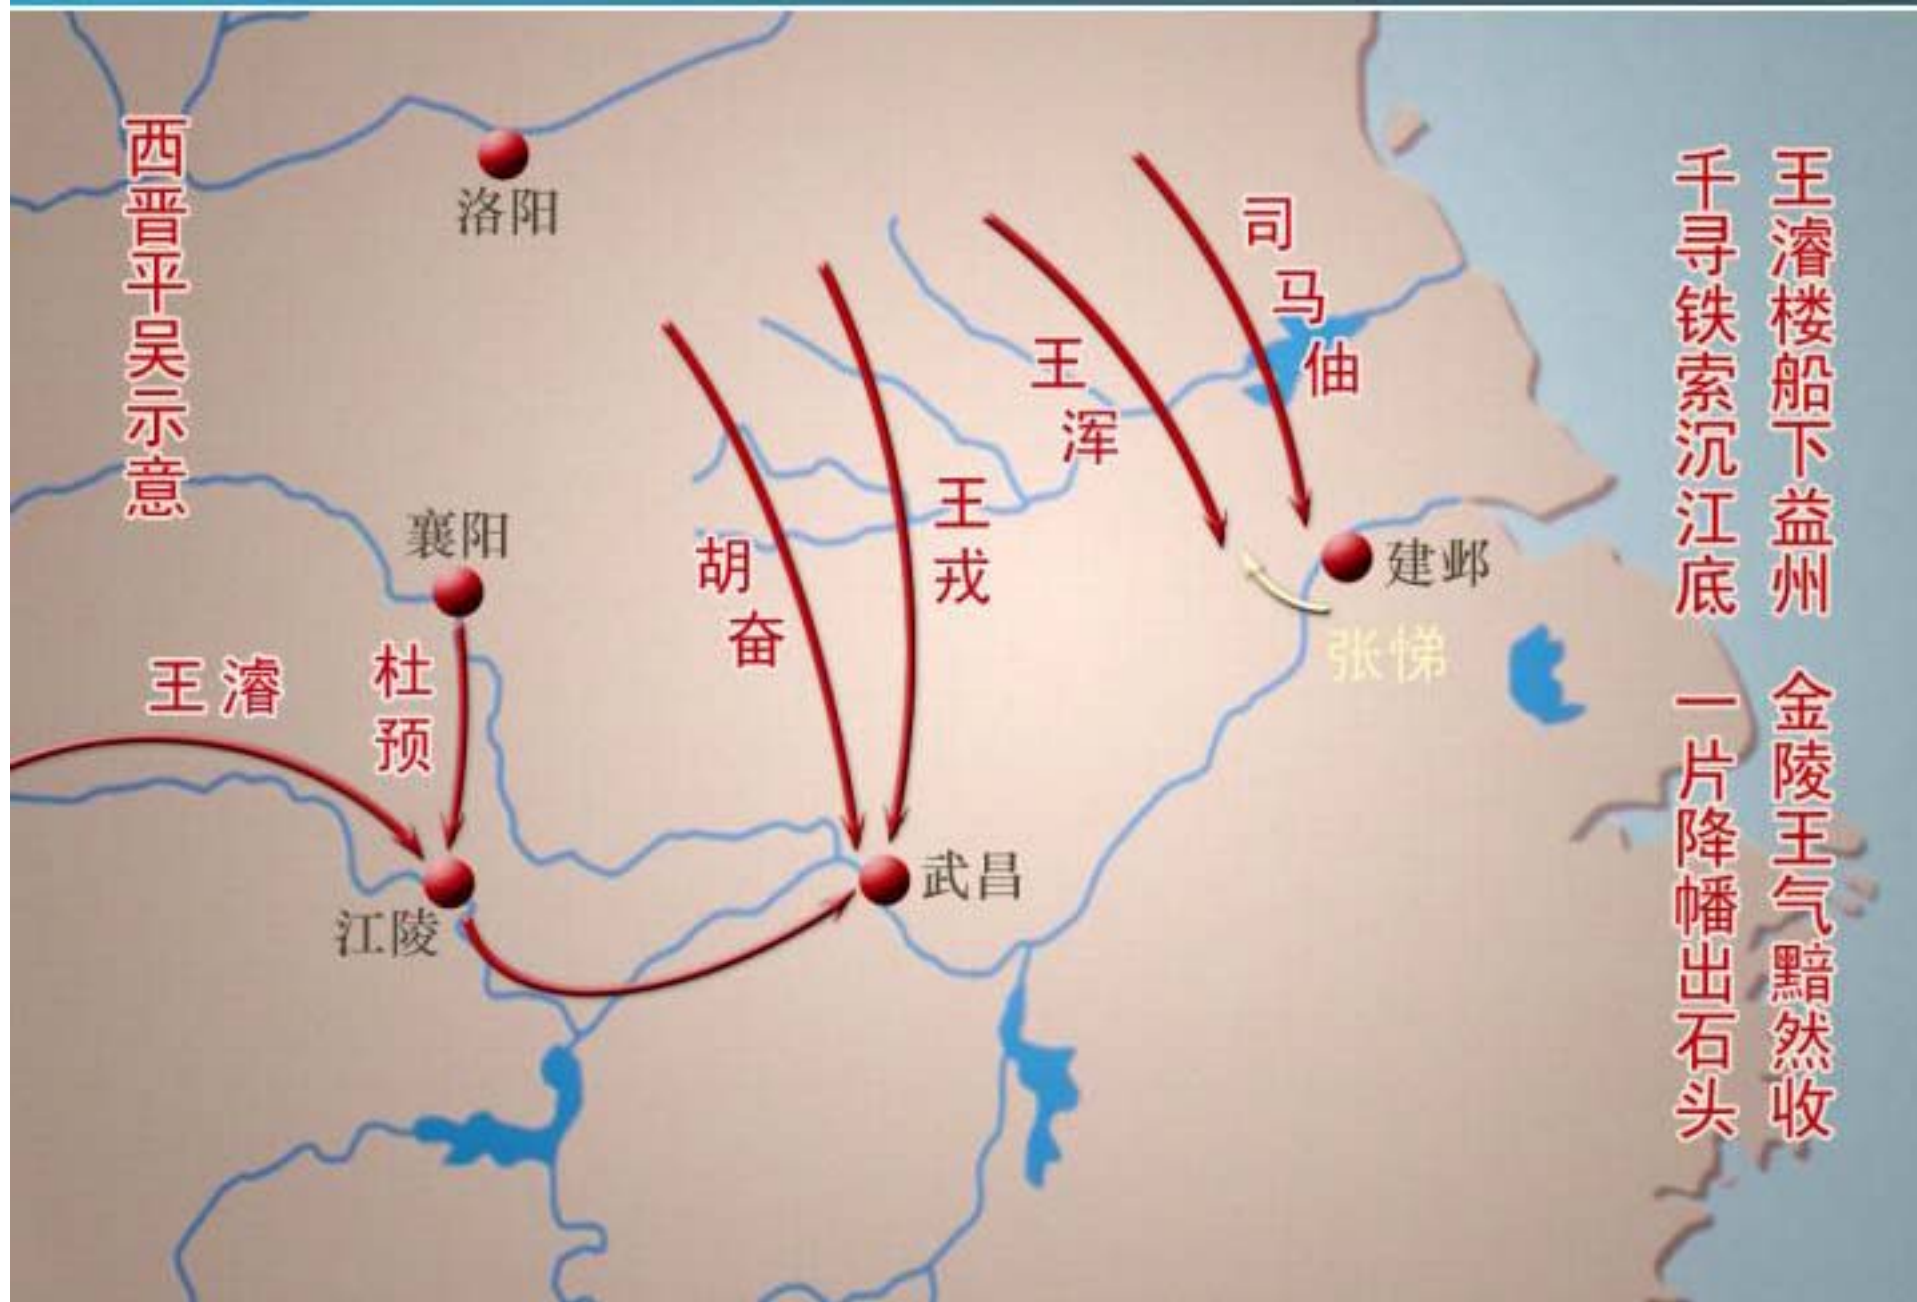 西晋平吴示意
洛阳
司马伷
王浑
王戎
胡奋
襄阳
杜预
王濬
江陵
武昌
建邺
张悌
王濬楼船下益州 金陵王气黯然收
千寻铁索沉江底 一片降幡出石头